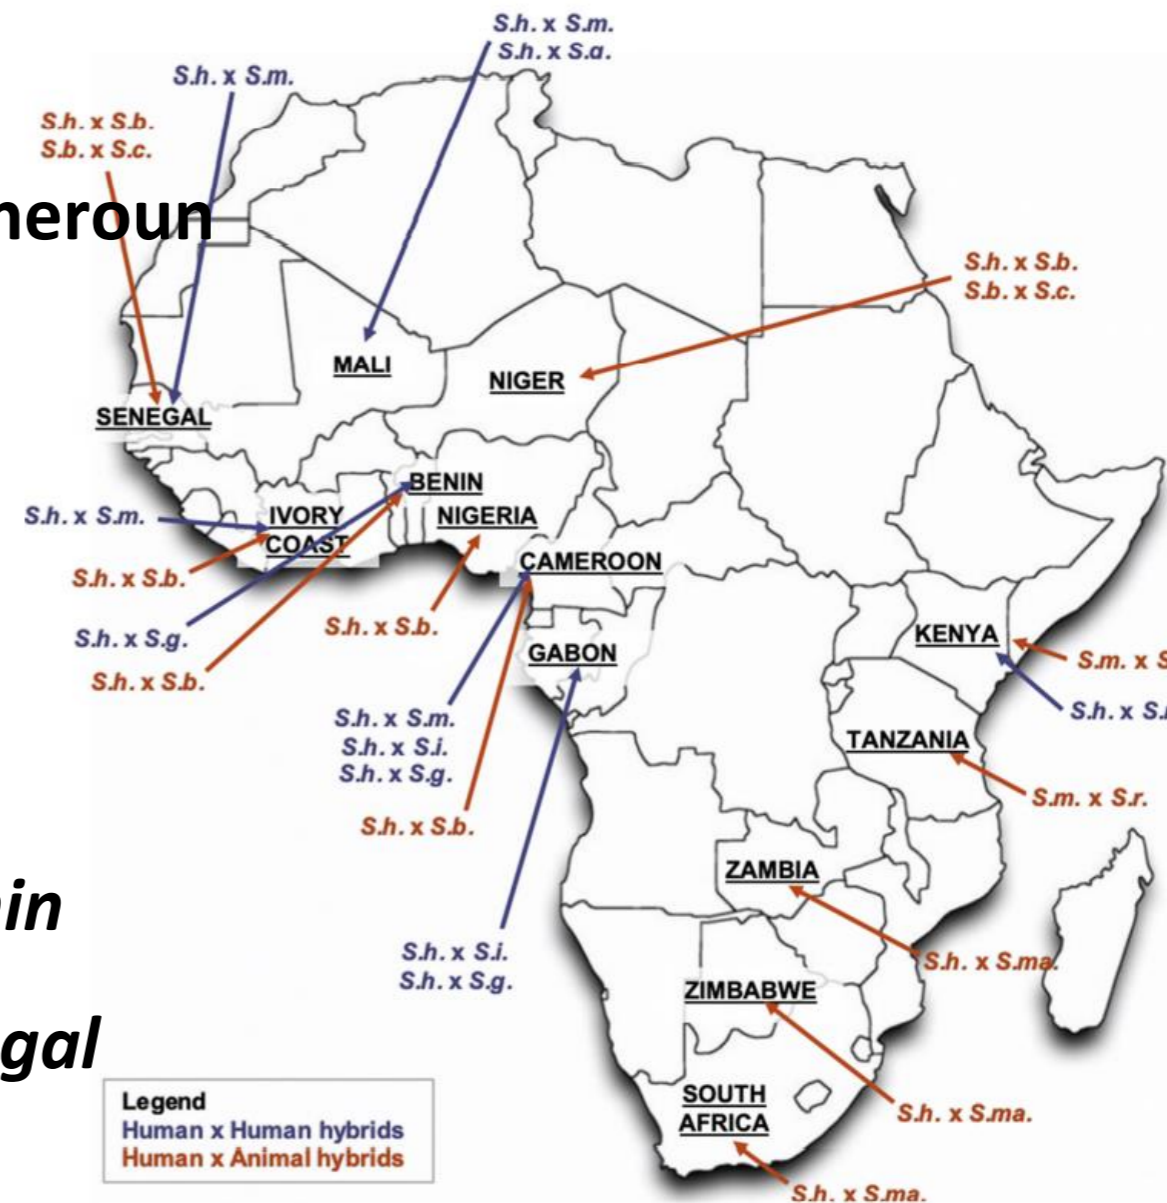 S.h. x S.m.
S.h. x S.a.
S.h. x S.m.
S.h. x S.b.
S.b. x S.c.
neroun
S.h. x S.b.
S.b. x S.c.
MALI
NIGER
SENEGAL
BENIN
S.h. x S.m.
IVORY
COAST
NIGERIA
CAMEROON
S.h. x S.b.
S.h. x S.g.
S.h. x S.b.
S.h. x S.b.
GABON
KENYA
S.m. x S
S.h. x S.
S.h. x S.m.
S.h. x S.i.
S.h. x S.g.
TANZANIA
S.m. x S.r.
S.h. x S.b.
ZAMBIA
in
S.h. x S.i.
S.h. x S.g.
S.h. x S.ma.
ZIMBABWE
gal
SOUTH
AFRICA
S.h. x S.ma.
Legend
Human x Human hybrids
Human x Animal hybrids
S.h. x S.ma.